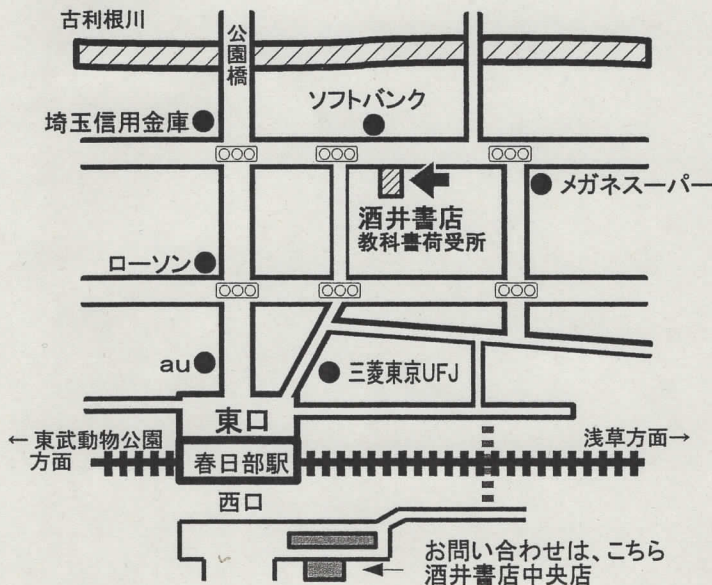 古利根川
公園橋
ソフトバンク
埼玉信用金庫
メガネスーパー
酒井書店
教科書荷受所
ローソン
au
三菱東京UFJ
東口
←東武動物公園
方面
浅草方面→
春日部駅
西口
お問い合わせは、こちら
酒井書店中央店